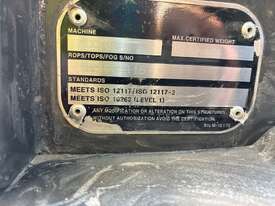 MACHINE
MAX.CERTIFIED WEIGHT
ROPS/TOPS/FOG S/NO
STANDARDS
MEETS ISO 12117/ISO 12117-2
MEETS ISO 10262 (LEVEL 1)
ANY MODIFICATION OR ALTERATION ON THIS STRUCTURES
WITHOUT AUTHORIZATION AVOID THE CERTIFICATION.